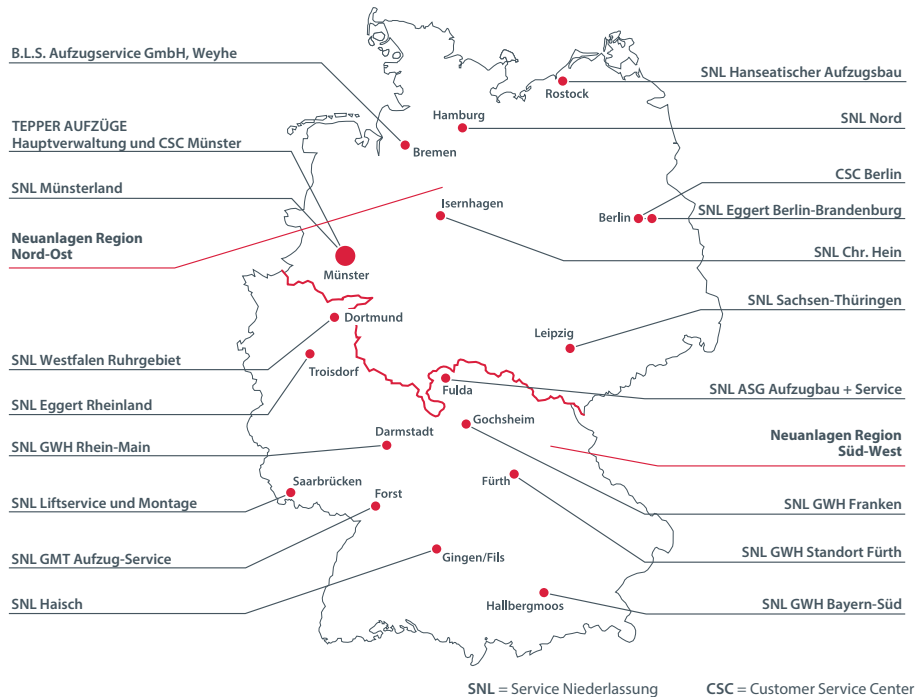 B.L.S. Aufzugservice GmbH, Weyhe
TEPPER AUFZÜGE
Hauptverwaltung und CSC Münster
SNL Münsterland
Neuanlagen Region
Nord-Ost
SNL Westfalen Ruhrgebiet
SNL Eggert Rheinland
SNL GWH Rhein-Main
SNL Liftservice und Montage
SNL GMT Aufzug-Service
SNL Haisch
Rostock
Hamburg
Bremen
Isernhagen
Berlin
Münster
Dortmund
Leipzig
Troisdorf
Fulda
Gochsheim
Darmstadt
Saarbrücken
Fürth
Forst
Gingen/Fils
Hallbergmoos
SNL Hanseatischer Aufzugsbau
SNL Nord
CSC Berlin
SNL Eggert Berlin-Brandenburg
SNL Chr. Hein
SNL Sachsen-Thüringen
SNL ASG Aufzugbau + Service
Neuanlagen Region
Süd-West
SNL GWH Franken
SNL GWH Standort Fürth
SNL GWH Bayern-Süd
SNL = Service Niederlassung CSC = Customer Service Center